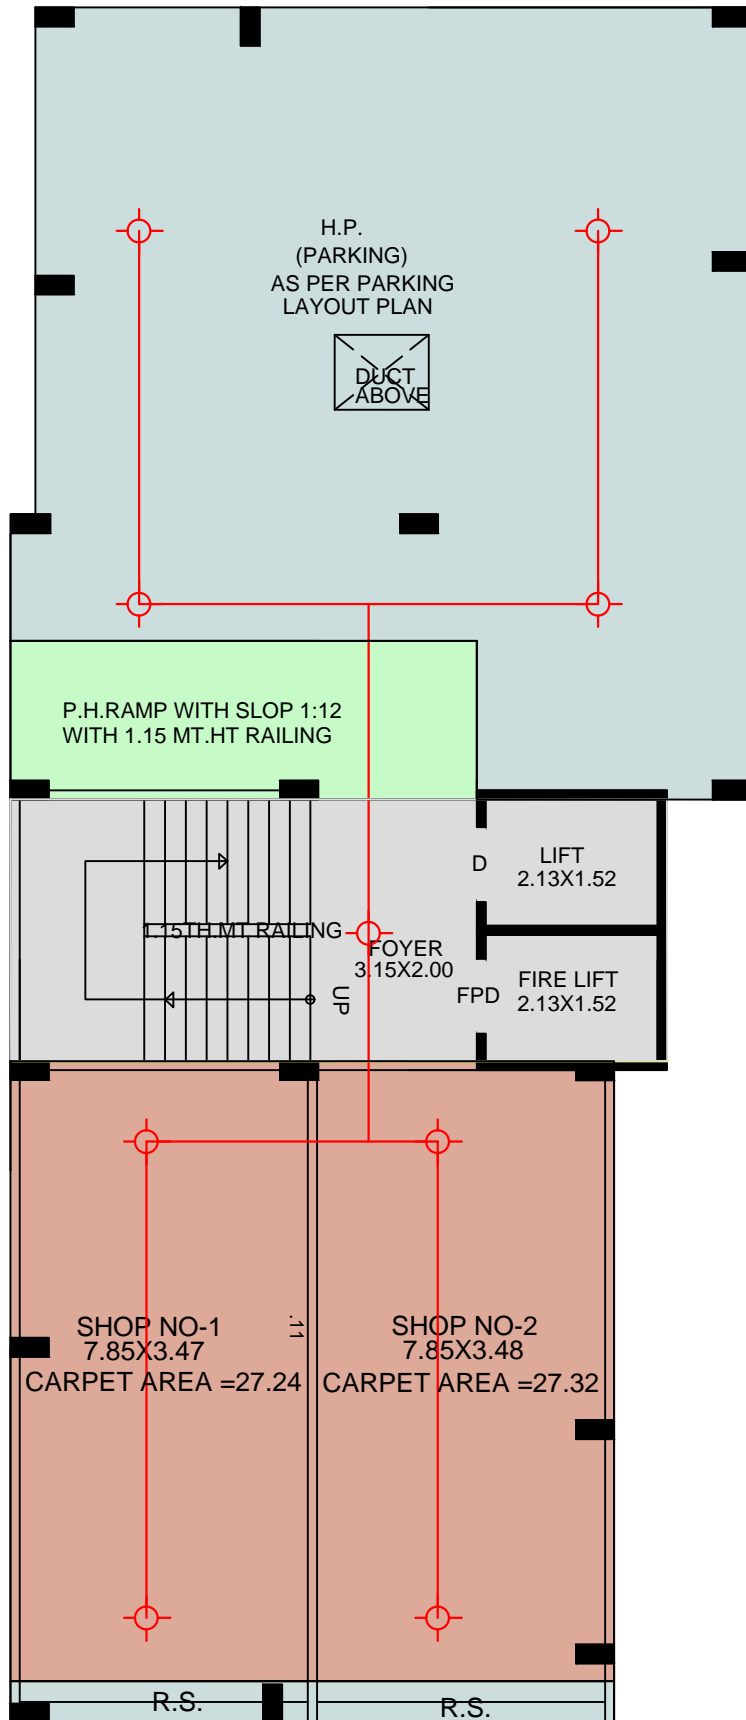 H.P.
(PARKING)
AS PER PARKING
LAYOUT PLAN
DUCT
ABOVE
P.H.RAMP WITH SLOP 1:12
WITH 1.15 MT.HT RAILING
D
LIFT
2.13X1.52
1.15TH.MT RAILING
FOYER
3.15X2.00
UP
FPD
FIRE LIFT
2.13X1.52
SHOP NO-1
7.85X3.47
CARPET AREA =27.24
.11
SHOP NO-2
7.85X3.48
CARPET AREA =27.32
R.S.
R.S.